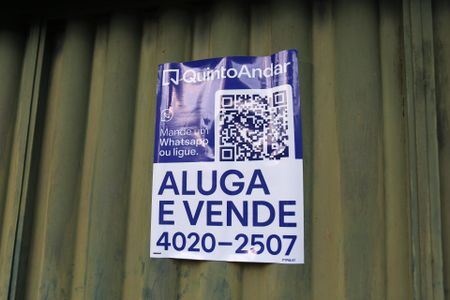 QuintoAndar
Mande um
Whatsapp
ou ligue.
ALUGA
E VENDE
4020-2507